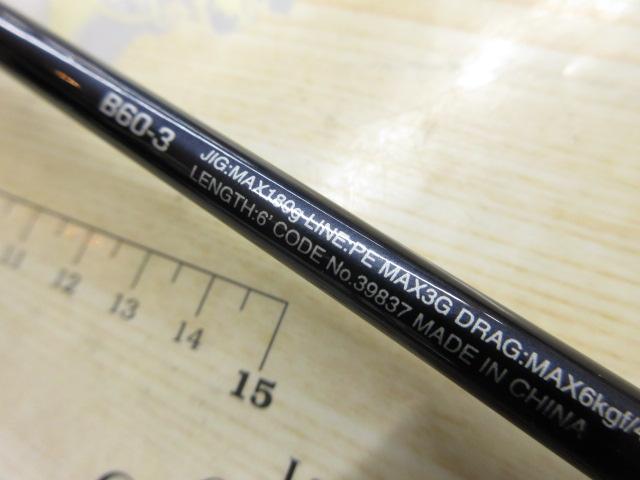 B60-3
JIG:MAX180g LINE:PE MAX3G DRAG:MAX6kgf/4
LENGTH:6' CODE No.39837 MADE IN CHINA
11 12 13 14 15